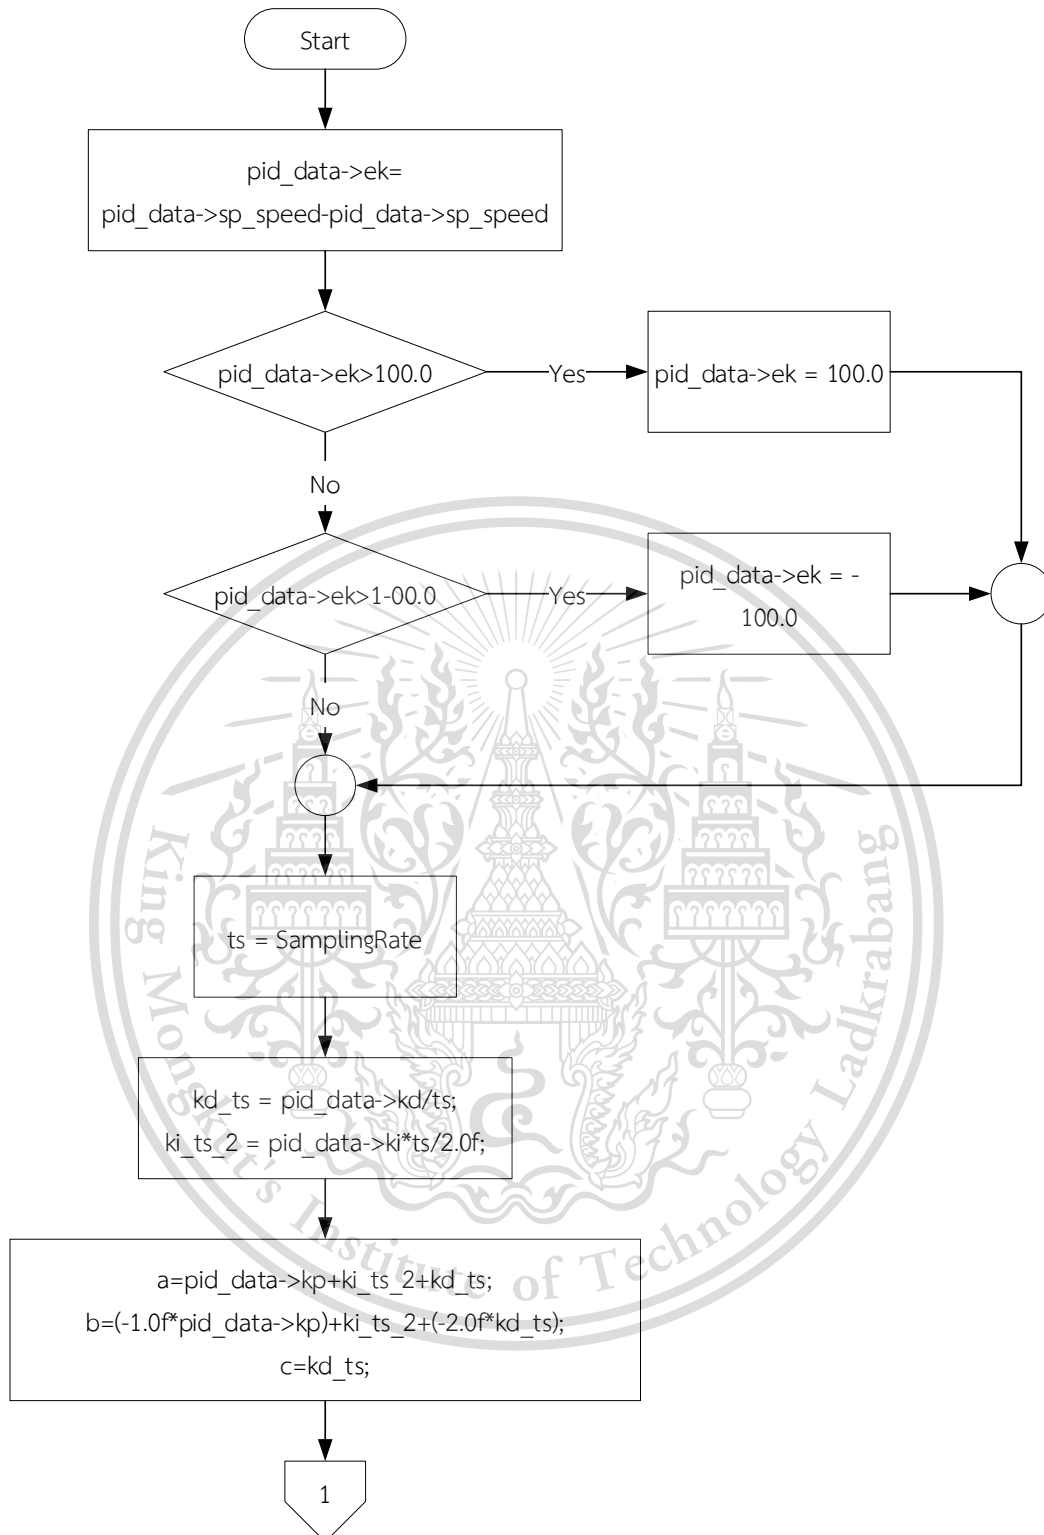 Start
pid_data->ek=
pid_data->sp_speed-pid_data->sp_speed
pid_data->ek>100.0
Yes
pid_data->ek = 100.0
No
pid_data->ek>1-00.0
Yes
pid_data->ek = -
100.0
No
ts = SamplingRate
kd_ts = pid_data->kd/ts;
ki_ts_2 = pid_data->ki*ts/2.0f;
a=pid_data->kp+ki_ts_2+kd_ts;
b=(-1.0f*pid_data->kp)+ki_ts_2+(-2.0f*kd_ts);
c=kd_ts;
1
King Mongkut's Institute of Technology Ladkrabang